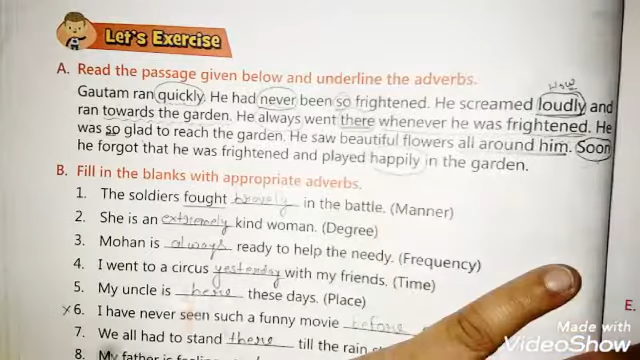 Let's Exercise
A. Read the passage given below and underline the adverbs.
How
Gautam ran quickly. He had never been so frightened. He screamed loudly and
ran towards the garden. He always went there whenever he was frightened. He
was so glad to reach the garden. He saw beautiful flowers all around him. Soon
he forgot that he was frightened and played happily in the garden.
B. Fill in the blanks with appropriate adverbs.
1. The soldiers fought bravely in the battle. (Manner)
2. She is an extremely kind woman. (Degree)
3. Mohan is always ready to help the needy. (Frequency)
4. I went to a circus yesterday with my friends. (Time)
5. My uncle is here these days. (Place)
x6. I have never seen such a funny movie before
7. We all had to stand there till the rain
8. My father is
E.
Made with
VideoShow